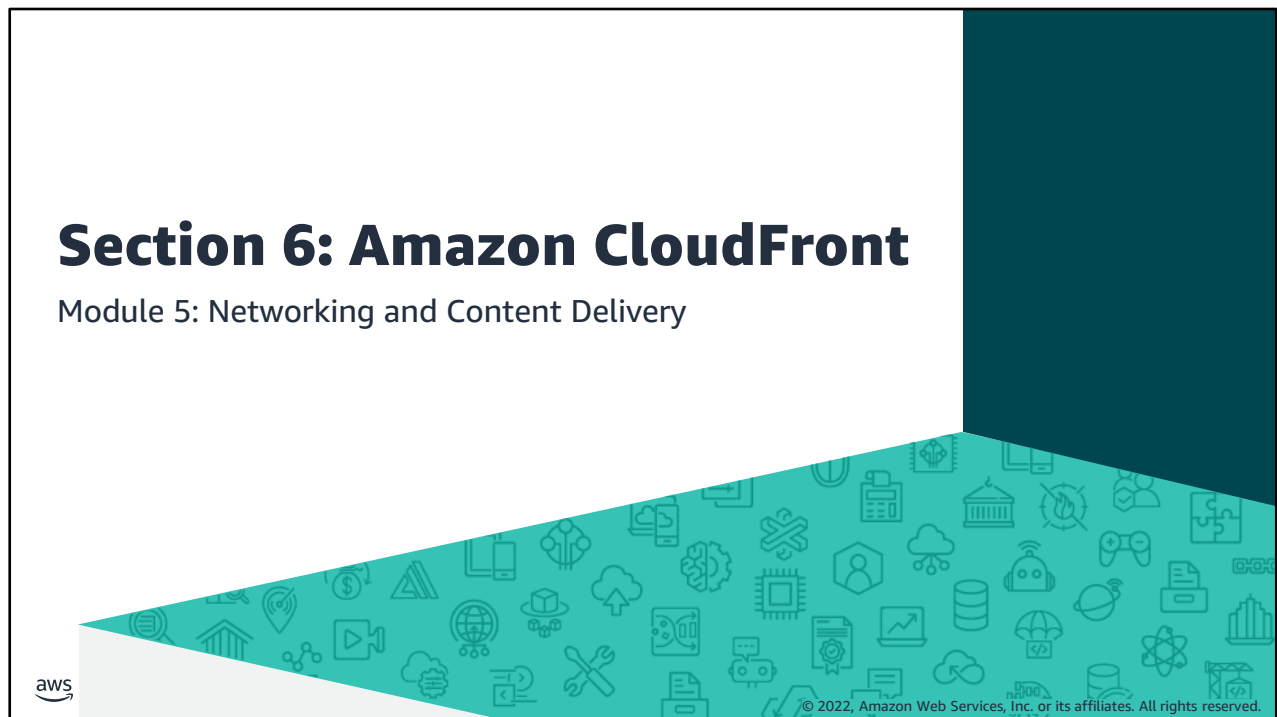 Section 6: Amazon CloudFront
Module 5: Networking and Content Delivery
aws
© 2022, Amazon Web Services, Inc. or its affiliates. All rights reserved.